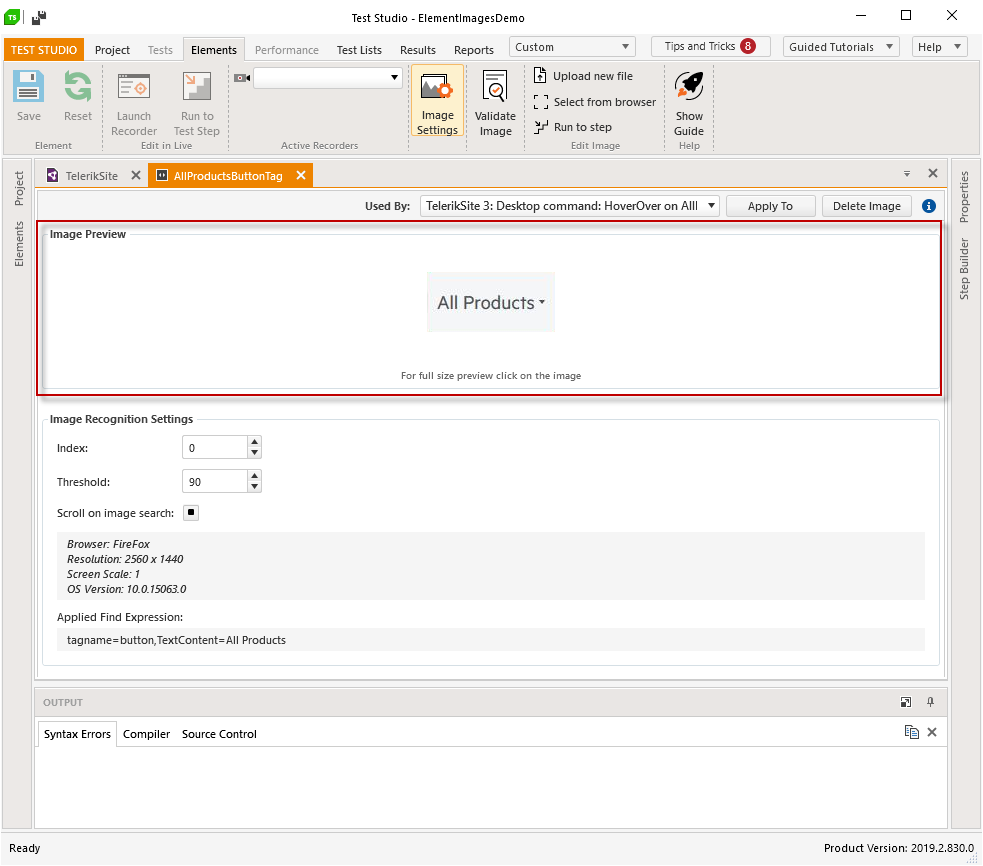 TS
Test Studio - ElementImagesDemo
TEST STUDIO Project Tests Elements Performance Test Lists Results Reports Custom Tips and Tricks 8 Guided Tutorials Help
Save
Reset
Element
Launch
Recorder
Run to
Test Step
Edit in Live
Active Recorders
Image
Settings
Validate
Image
Upload new file
Select from browser
Run to step
Edit Image
Show
Guide
Help
Project
Elements
TelerikSite AllProductsButtonTag
Used By: TelerikSite 3: Desktop command: HoverOver on AllI Apply To Delete Image
Properties
Step Builder
Image Preview
All Products
For full size preview click on the image
Image Recognition Settings
Index: 0
Threshold: 90
Scroll on image search:
Browser: FireFox
Resolution: 2560 x 1440
Screen Scale: 1
OS Version: 10.0.15063.0
Applied Find Expression:
tagname=button,TextContent=All Products
OUTPUT
Syntax Errors Compiler Source Control
Ready Product Version: 2019.2.830.0